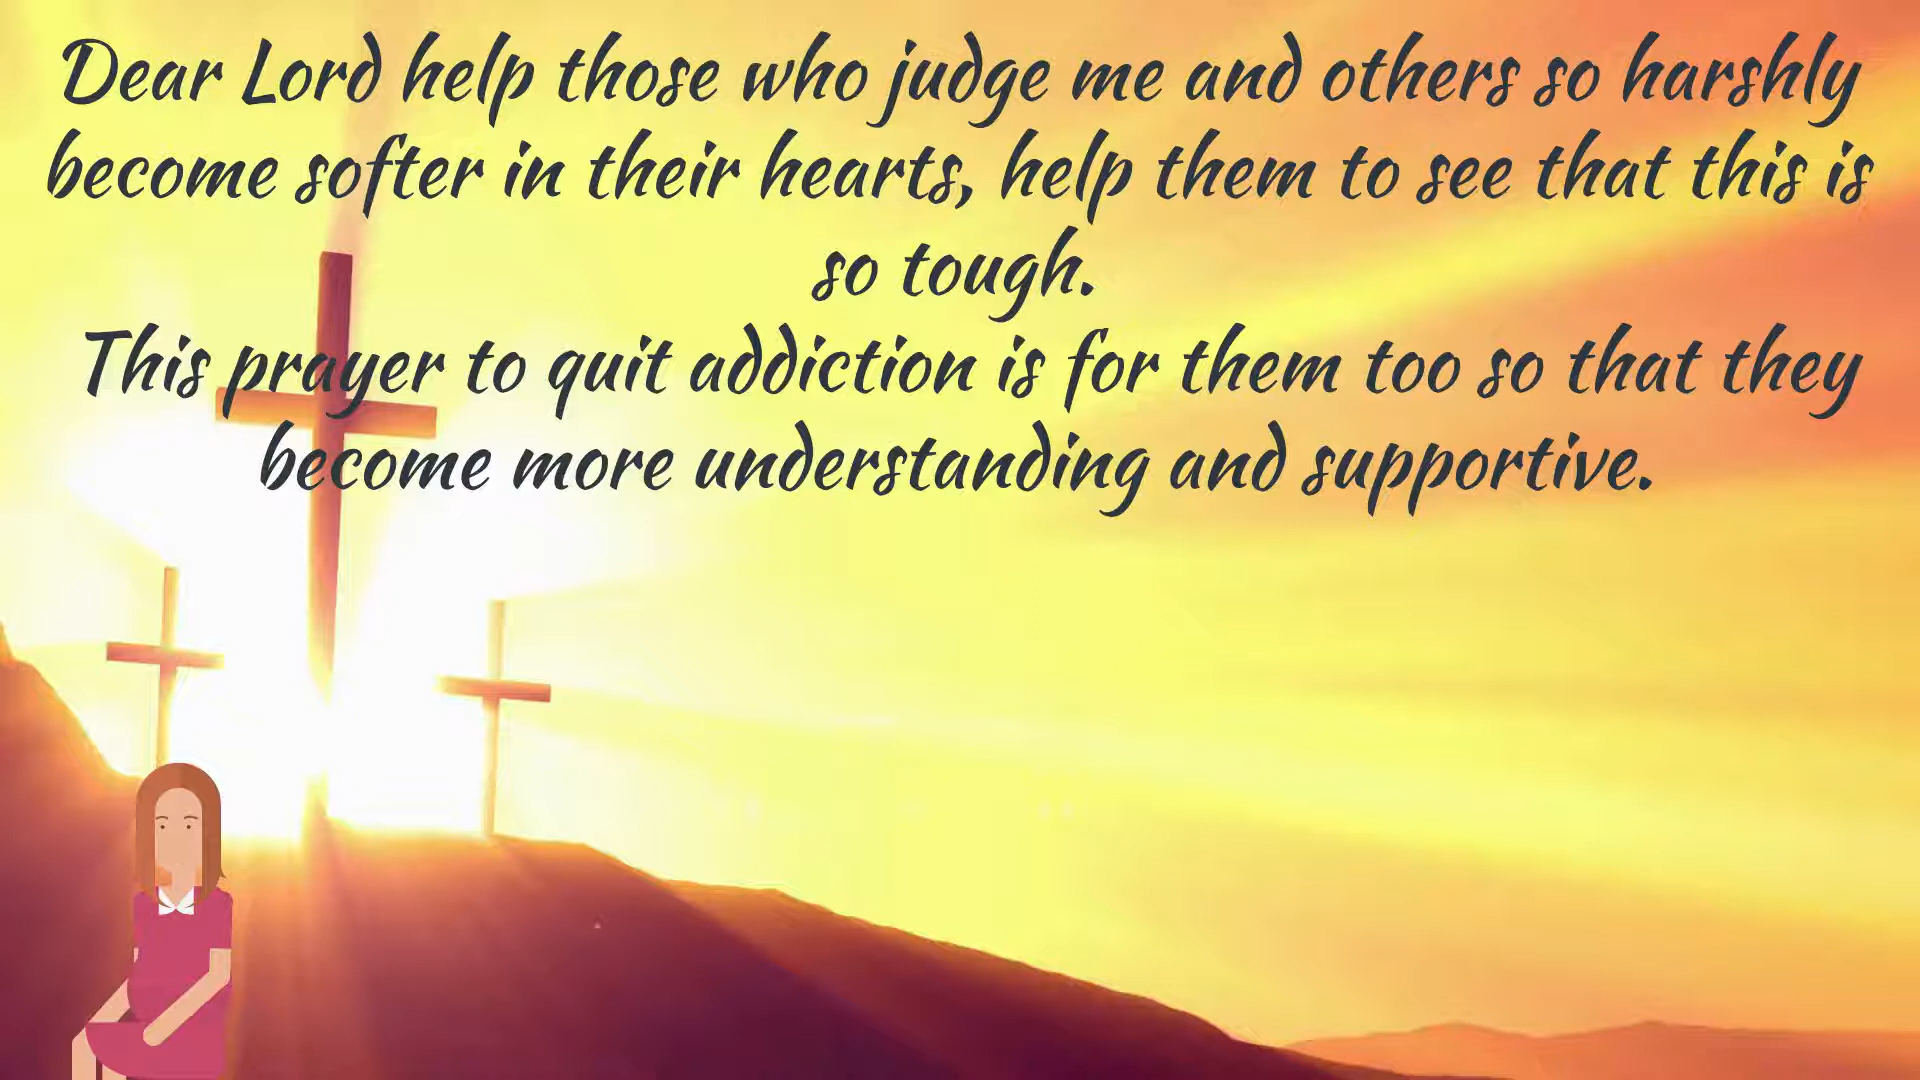 Dear Lord help those who judge me and others so harshly
become softer in their hearts, help them to see that this is
so tough.
This prayer to quit addiction is for them too so that they
become more understanding and supportive.